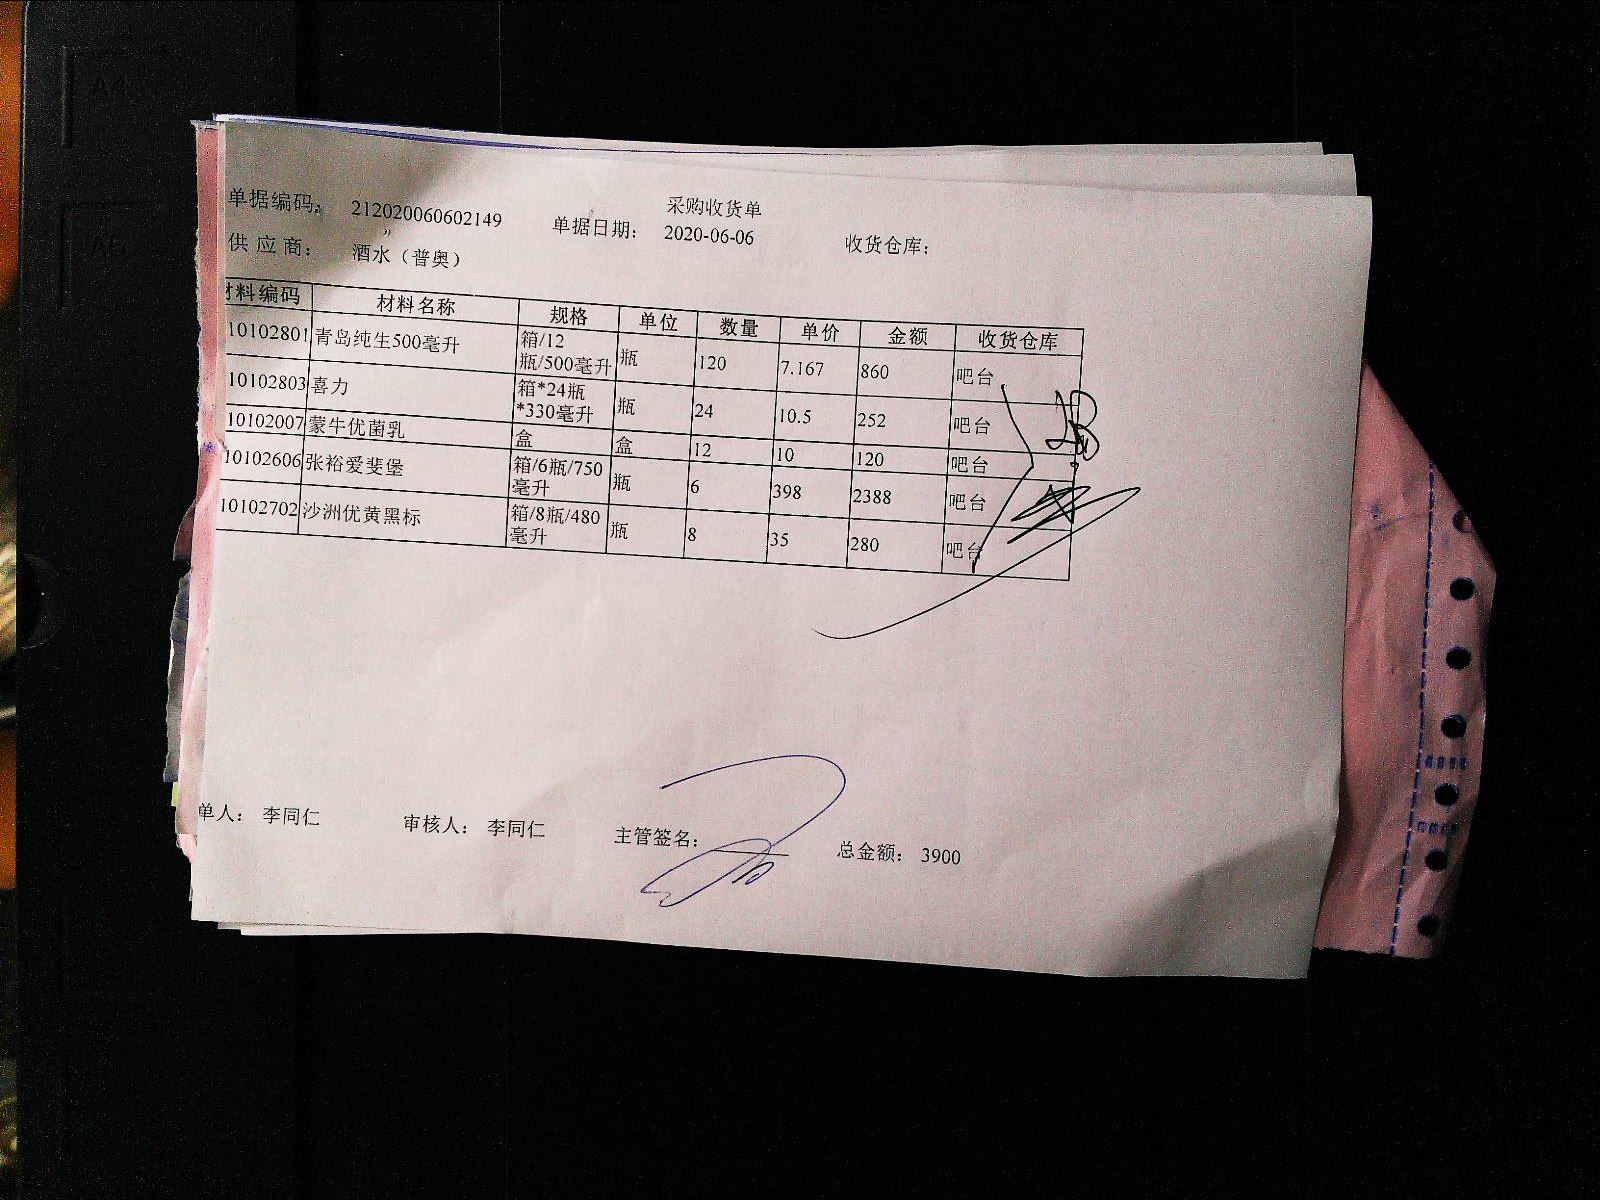 采购收货单
单据编码: 212020060602149 单据日期: 2020-06-06 收货仓库:
供应商: 酒水（普奥）
材料编码 材料名称 规格 单位 数量 单价 金额 收货仓库
10102801 青岛纯生500毫升 箱/12瓶/500毫升 瓶 120 7.167 860 吧台
10102803 喜力 箱*24瓶*330毫升 瓶 24 10.5 252 吧台
10102007 蒙牛优菌乳 盒 盒 12 10 120 吧台
10102606 张裕爱斐堡 箱/6瓶/750毫升 瓶 6 398 2388 吧台
10102702 沙洲优黄黑标 箱/8瓶/480毫升 瓶 8 35 280 吧台
单人: 李同仁 审核人: 李同仁 主管签名: 总金额: 3900
A4
A5